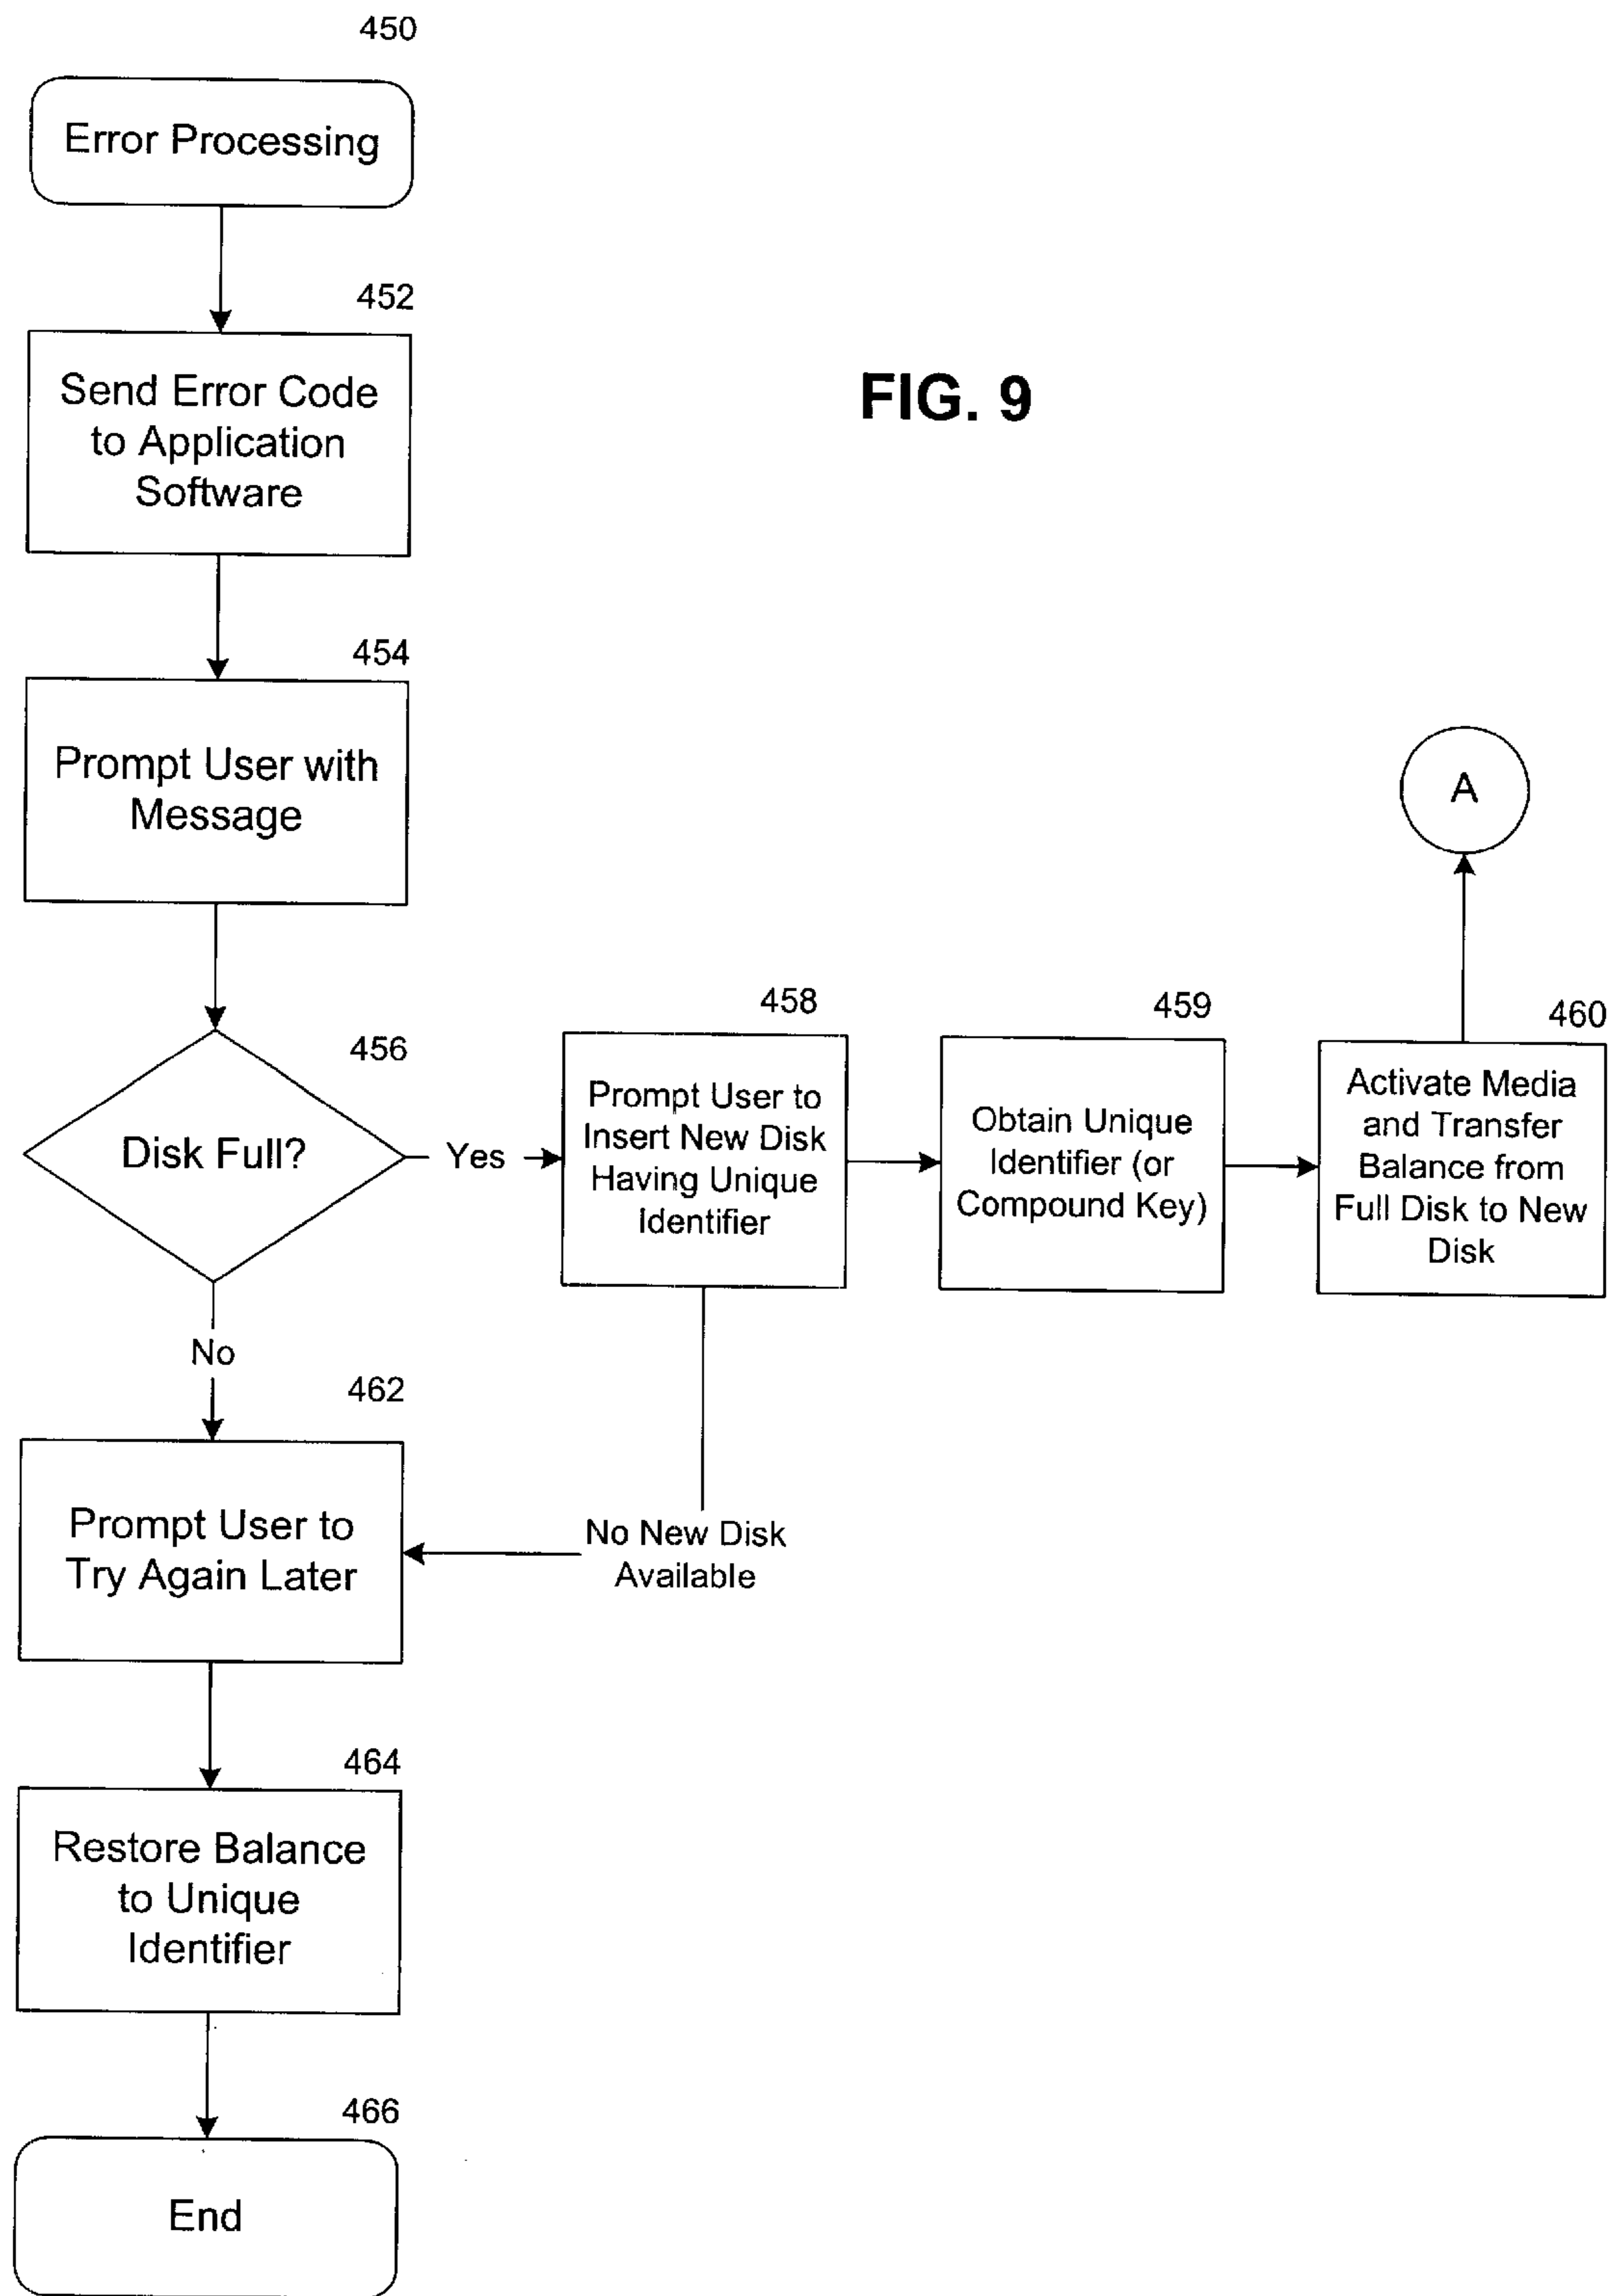 450
Error Processing
452
Send Error Code
to Application
Software
FIG. 9
454
Prompt User with
Message
A
456
Disk Full?
Yes
458
Prompt User to
Insert New Disk
Having Unique
Identifier
459
Obtain Unique
Identifier (or
Compound Key)
460
Activate Media
and Transfer
Balance from
Full Disk to New
Disk
No
462
Prompt User to
Try Again Later
No New Disk
Available
464
Restore Balance
to Unique
Identifier
466
End